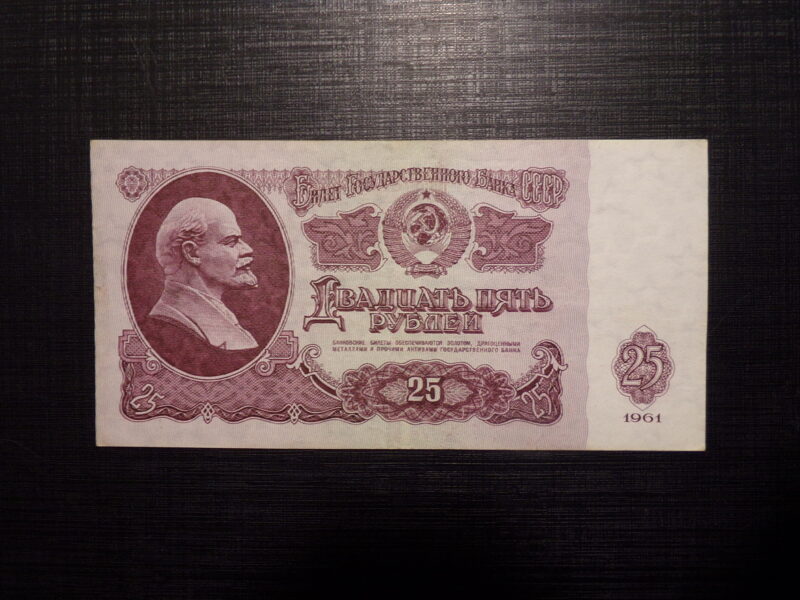 Билет Государственного Банка СССР
Двадцать пять
рублей
БАНКОВСКИЕ БИЛЕТЫ ОБЕСПЕЧИВАЮТСЯ ЗОЛОТОМ, ДРАГОЦЕННЫМИ
МЕТАЛЛАМИ И ПРОЧИМИ АКТИВАМИ ГОСУДАРСТВЕННОГО БАНКА
25
25
25
25
1961